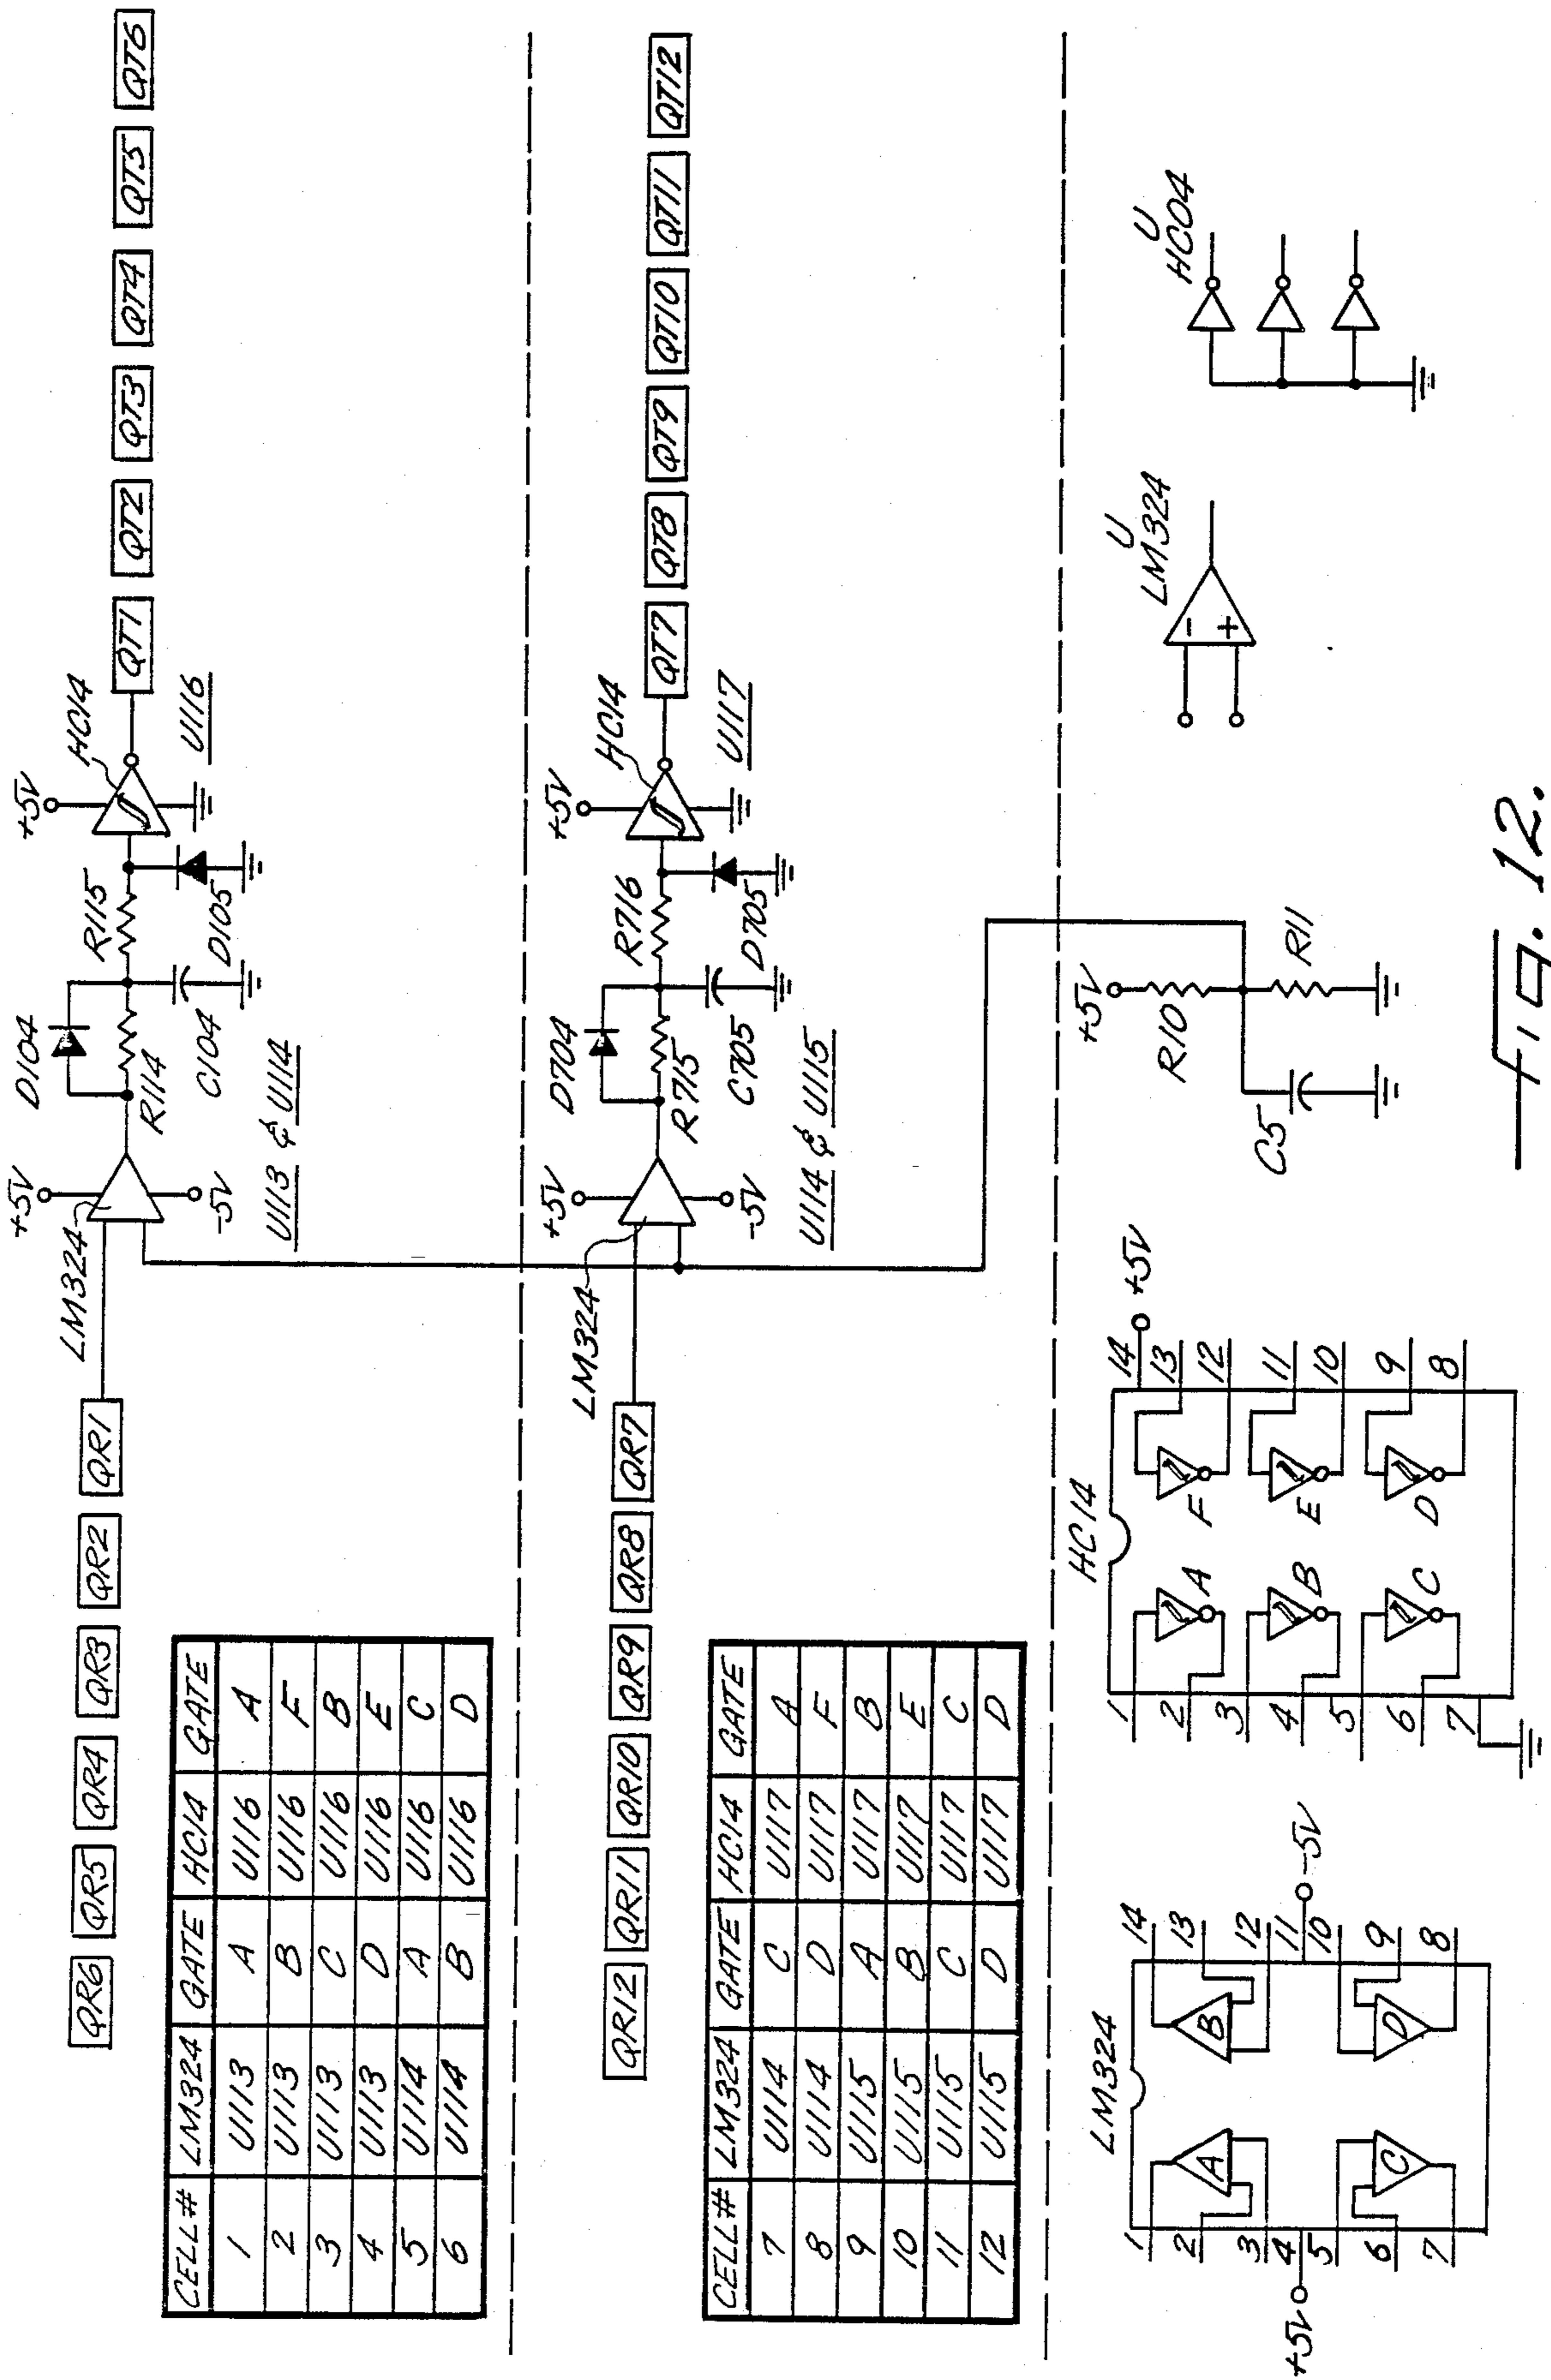 QR6 QR5 QR4 QR3 QR2 QR1
LM324
+5V
-5V
U113 & U114
D104
R114
C104
R115
D105
+5V
HC14
U116
QT1 QT2 QT3 QT4 QT5 QT6
CELL# LM324 GATE HC14 GATE
1 U113 A U116 A
2 U113 B U116 F
3 U113 C U116 B
4 U113 D U116 E
5 U114 A U116 C
6 U114 B U116 D
QR12 QR11 QR10 QR9 QR8 QR7
LM324
+5V
-5V
U114 & U115
D704
R715
C705
R716
D705
+5V
HC14
U117
QT7 QT8 QT9 QT10 QT11 QT12
CELL# LM324 GATE HC14 GATE
7 U114 C U117 A
8 U114 D U117 F
9 U115 A U117 B
10 U115 B U117 E
11 U115 C U117 C
12 U115 D U117 D
LM324
1 14
2 A B 13
3 12
+5V 4 11 -5V
5 10
6 C D 9
7 8
HC14
1 14 +5V
2 A F 13
3 12
4 B E 11
5 10
6 C D 9
7 8
+5V
R10
C5
R11
U
LM324
- +
U
HC04
Fig. 12.